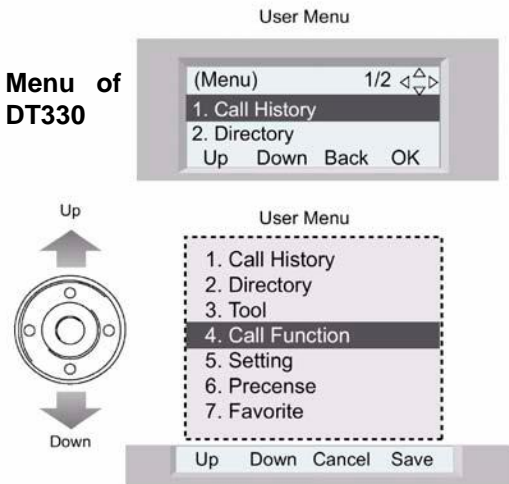 User Menu
Menu of
DT330
(Menu) 1/2
1. Call History
2. Directory
Up Down Back OK
Up
User Menu
1. Call History
2. Directory
3. Tool
4. Call Function
5. Setting
6. Precense
7. Favorite
Down
Up Down Cancel Save